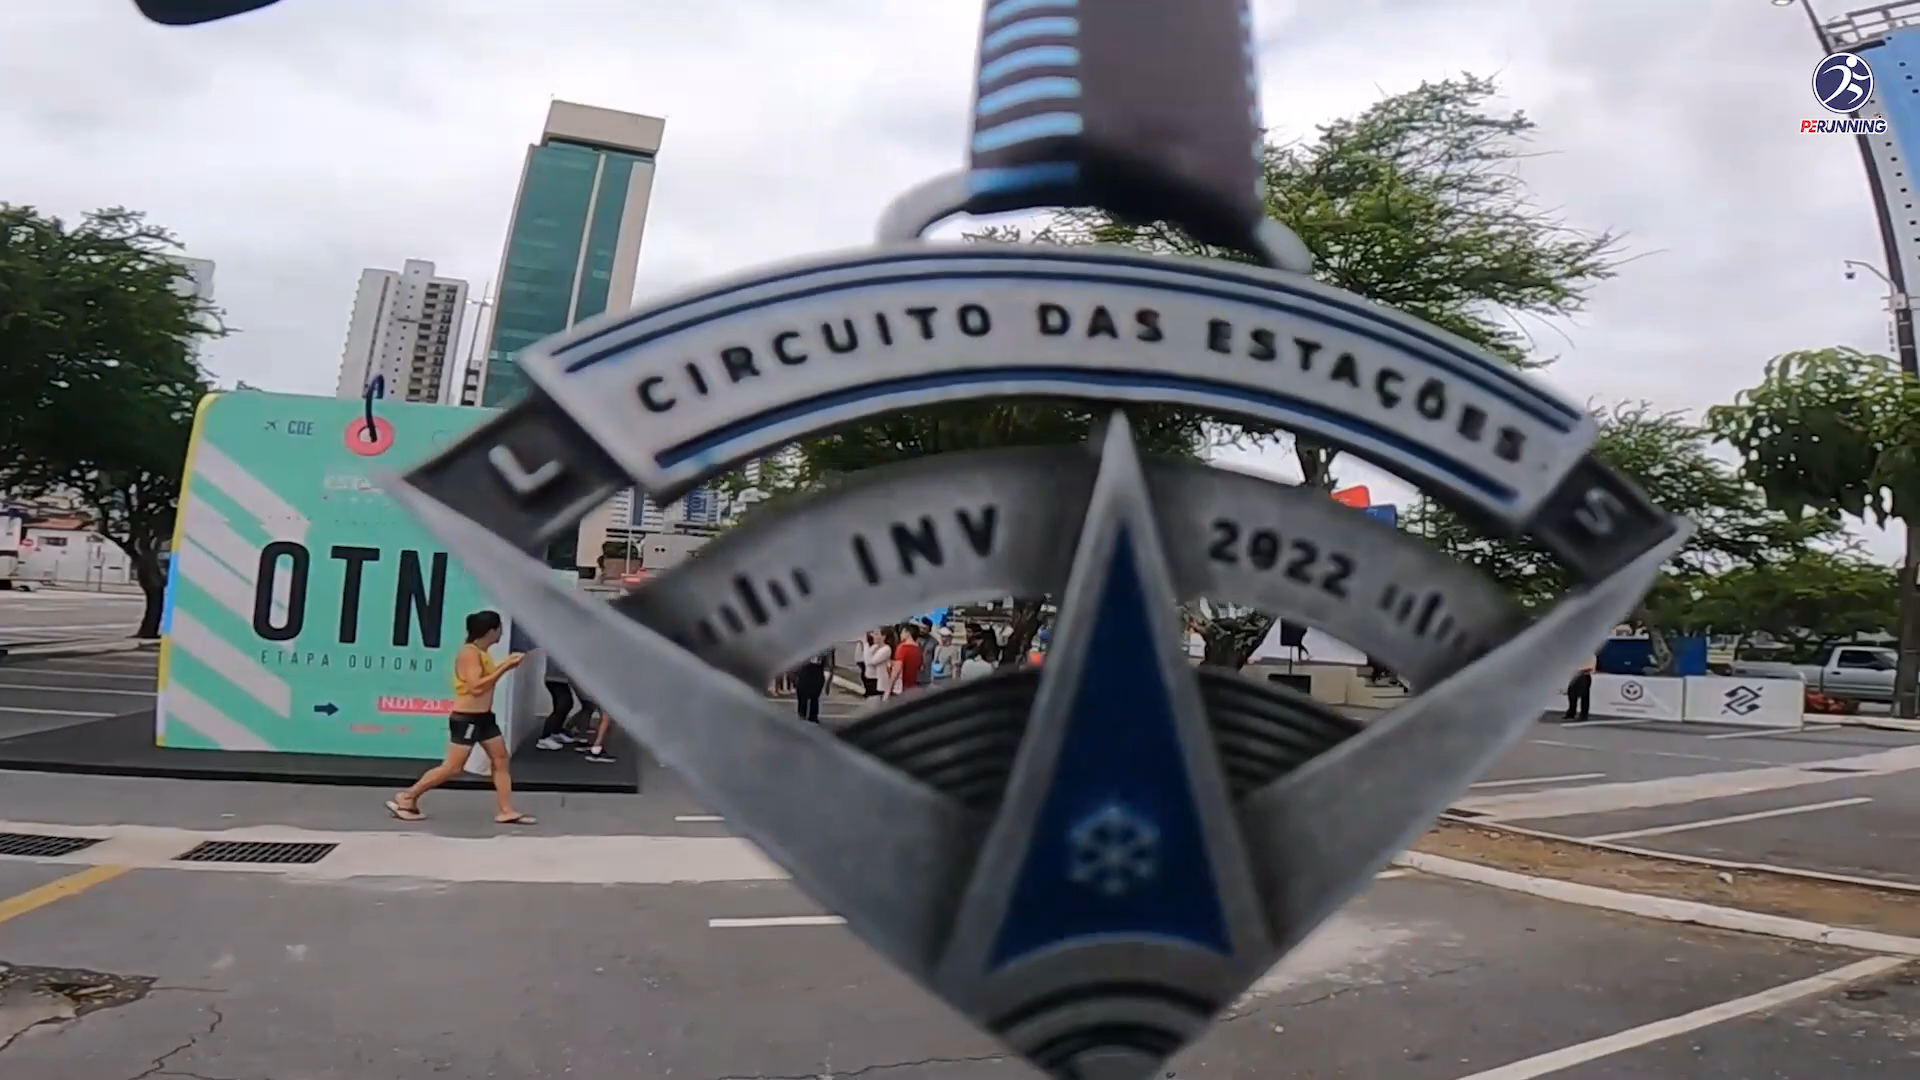 PERUNNING
CIRCUITO DAS ESTAÇÕES
L
S
INV 2022
CDE
OTN
ETAPA OUTONO